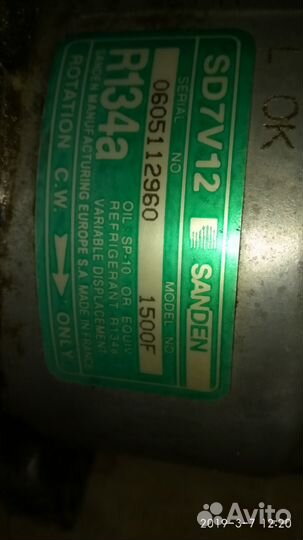 SD7V12 SANDEN
SERIAL NO MODEL NO
0605112960 1500F
OIL SP-10 OR EQUIV
REFRIGERANT R134a
VARIABLE DISPLACEMENT
R134a
SANDEN MANUFACTURING EUROPE S.A MADE IN FRANCE
ROTATION C.W. ONLY
L OK
2019-3-7 12:20
Avito